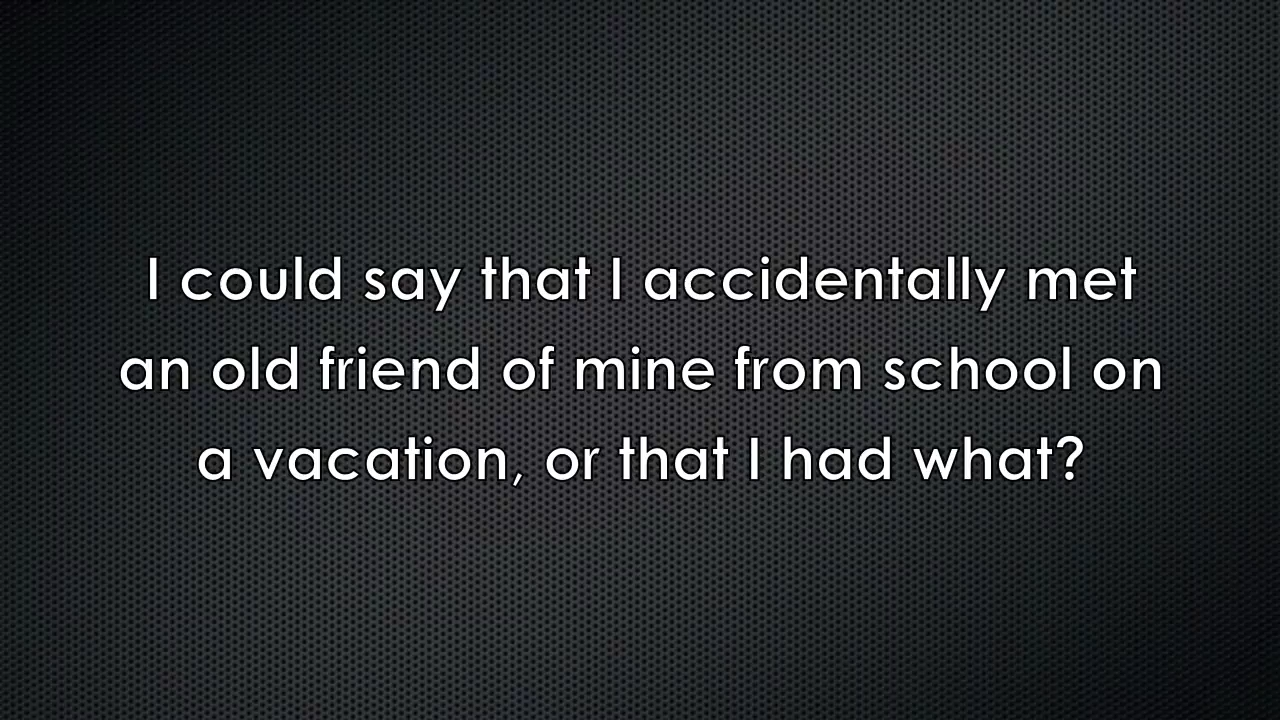 I could say that I accidentally met
an old friend of mine from school on
a vacation, or that I had what?